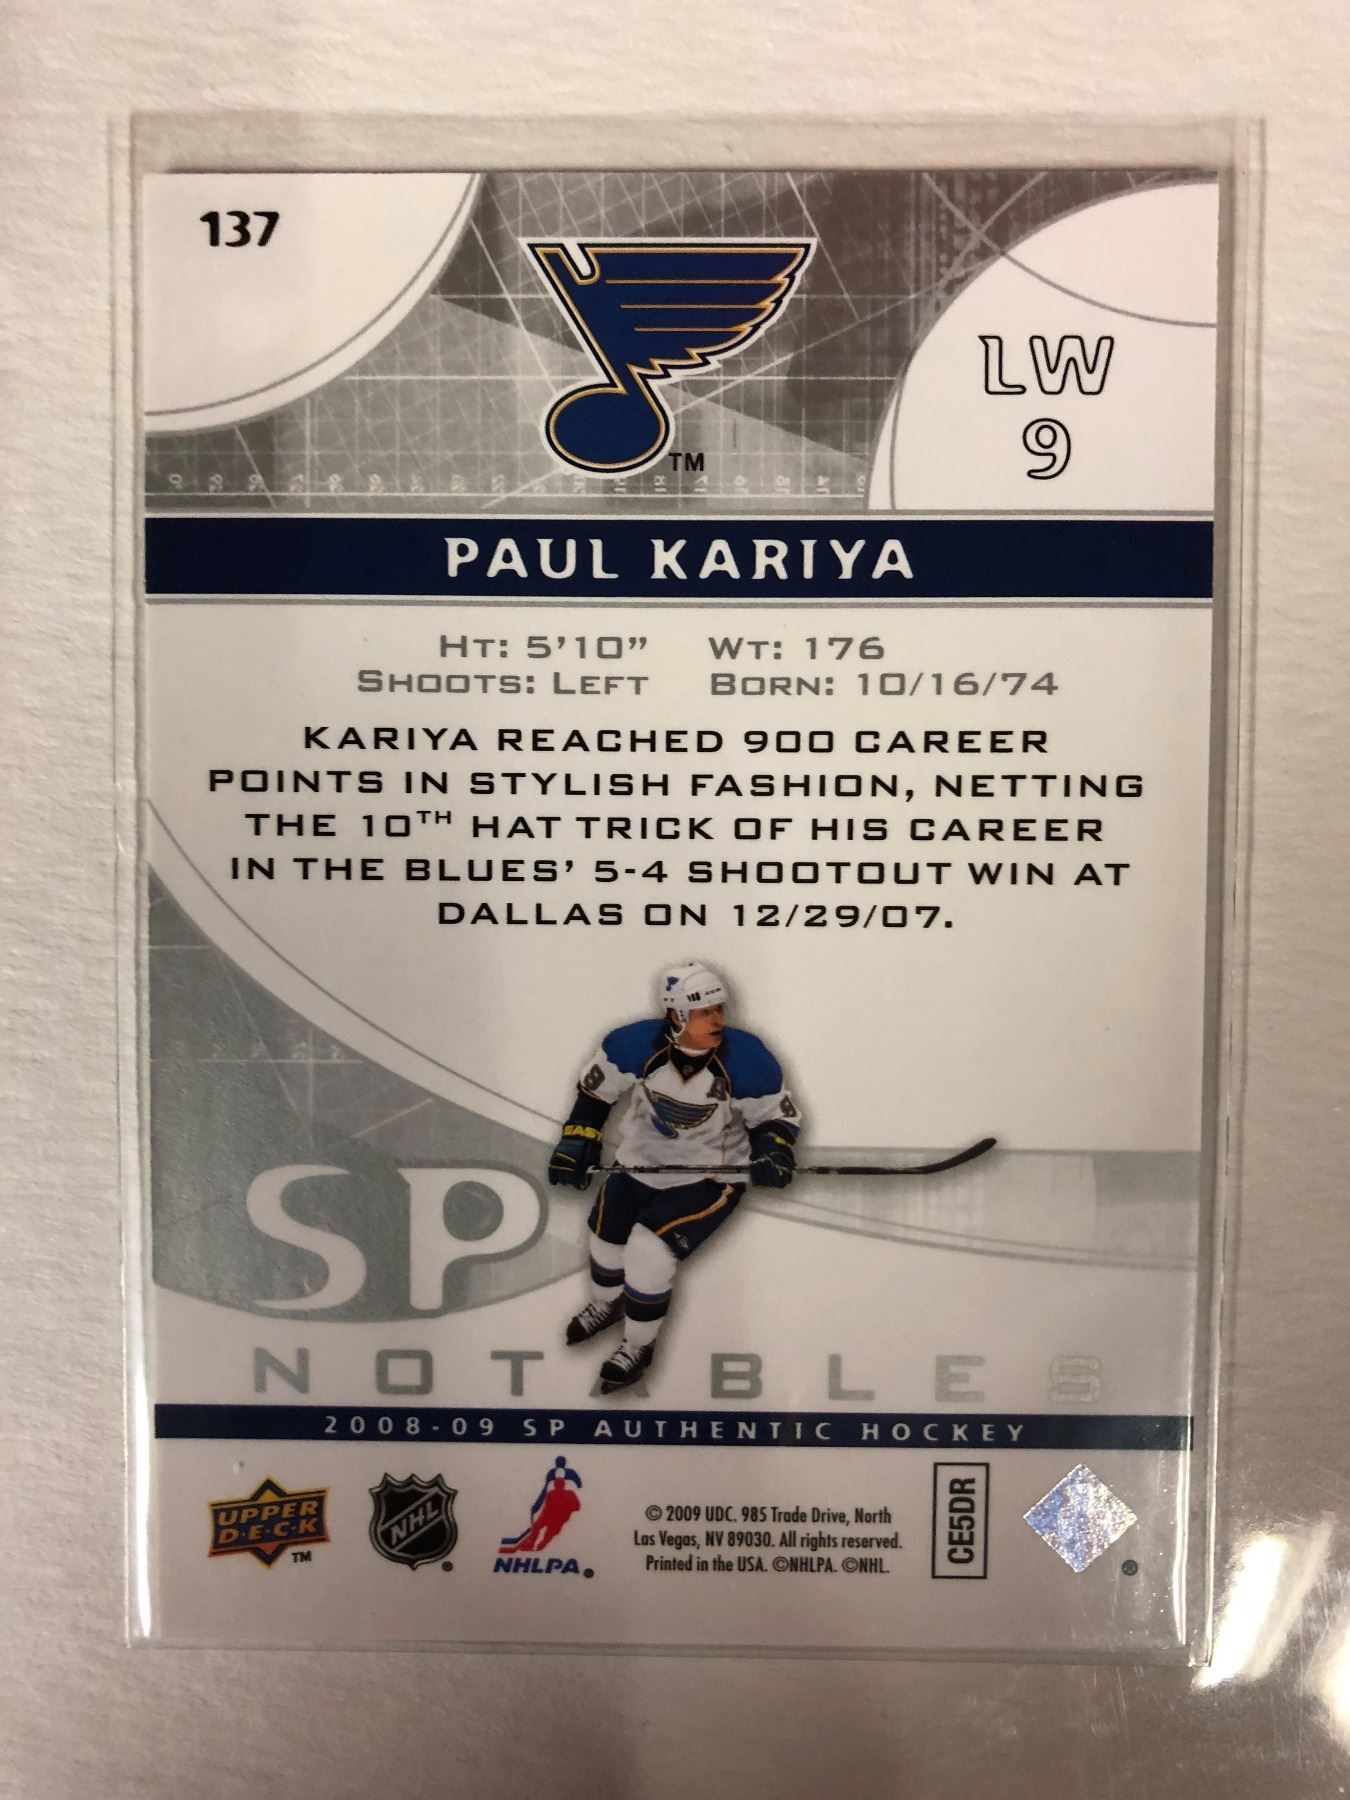 137
TM
LW
9
PAUL KARIYA
HT: 5'10" WT: 176
SHOOTS: LEFT BORN: 10/16/74
KARIYA REACHED 900 CAREER
POINTS IN STYLISH FASHION, NETTING
THE 10TH HAT TRICK OF HIS CAREER
IN THE BLUES' 5-4 SHOOTOUT WIN AT
DALLAS ON 12/29/07.
SP
NOTABLES
2008-09 SP AUTHENTIC HOCKEY
UPPER
D·E·C·K
TM
NHL
®
NHLPA®
© 2009 UDC. 985 Trade Drive, North
Las Vegas, NV 89030. All rights reserved.
Printed in the USA. ©NHLPA. ©NHL.
CE5DR
®